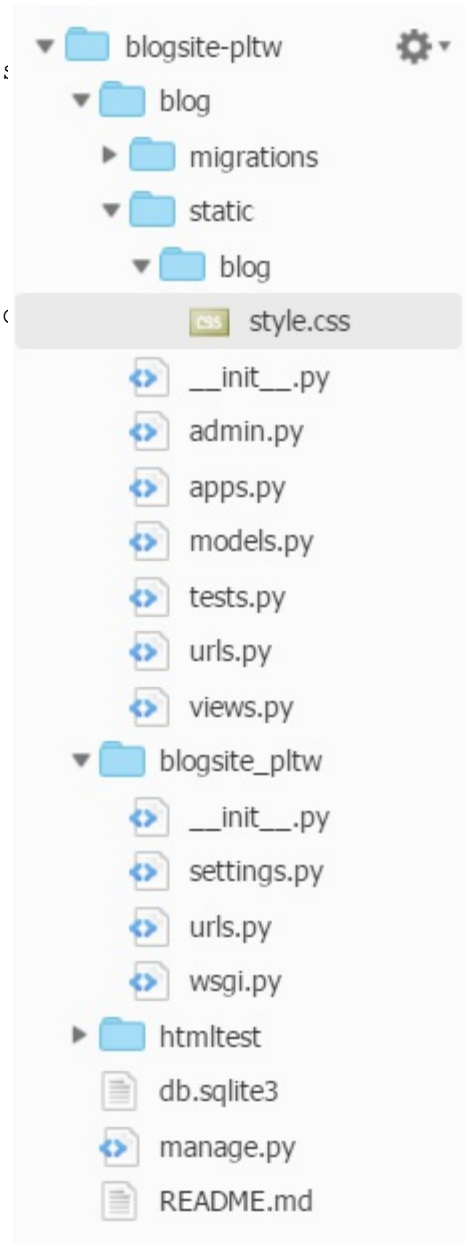 blogsite-pltw
blog
migrations
static
blog
CSS style.css
__init__.py
admin.py
apps.py
models.py
tests.py
urls.py
views.py
blogsite_pltw
__init__.py
settings.py
urls.py
wsgi.py
htmltest
db.sqlite3
manage.py
README.md